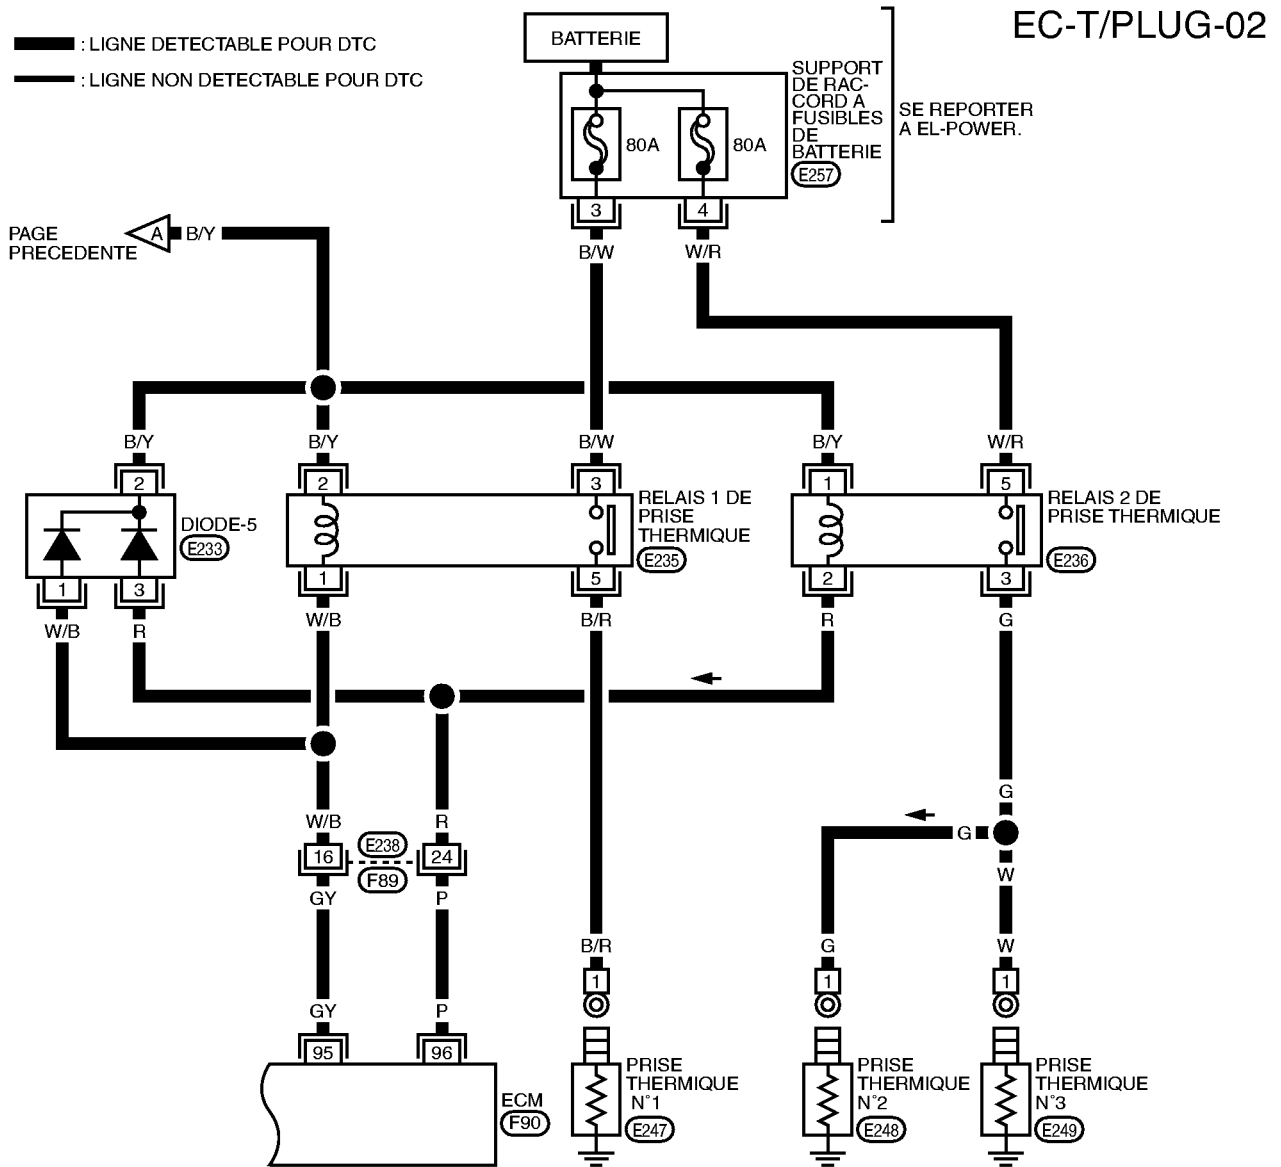 EC-T/PLUG-02
: LIGNE DETECTABLE POUR DTC
: LIGNE NON DETECTABLE POUR DTC
BATTERIE
80A
80A
SUPPORT
DE RAC-
CORD A
FUSIBLES
DE
BATTERIE
E257
SE REPORTER
A EL-POWER.
3
4
PAGE
PRECEDENTE
A
B/Y
B/W
W/R
B/Y
B/Y
B/W
B/Y
W/R
2
2
3
1
5
DIODE-5
E233
RELAIS 1 DE
PRISE
THERMIQUE
E235
RELAIS 2 DE
PRISE THERMIQUE
E236
1
3
1
5
2
3
W/B
R
W/B
B/R
R
G
G
G
W
W/B
R
16
E238
F89
24
GY
P
B/R
G
W
1
1
1
GY
P
95
96
ECM
F90
PRISE
THERMIQUE
N°1
E247
PRISE
THERMIQUE
N°2
E248
PRISE
THERMIQUE
N°3
E249